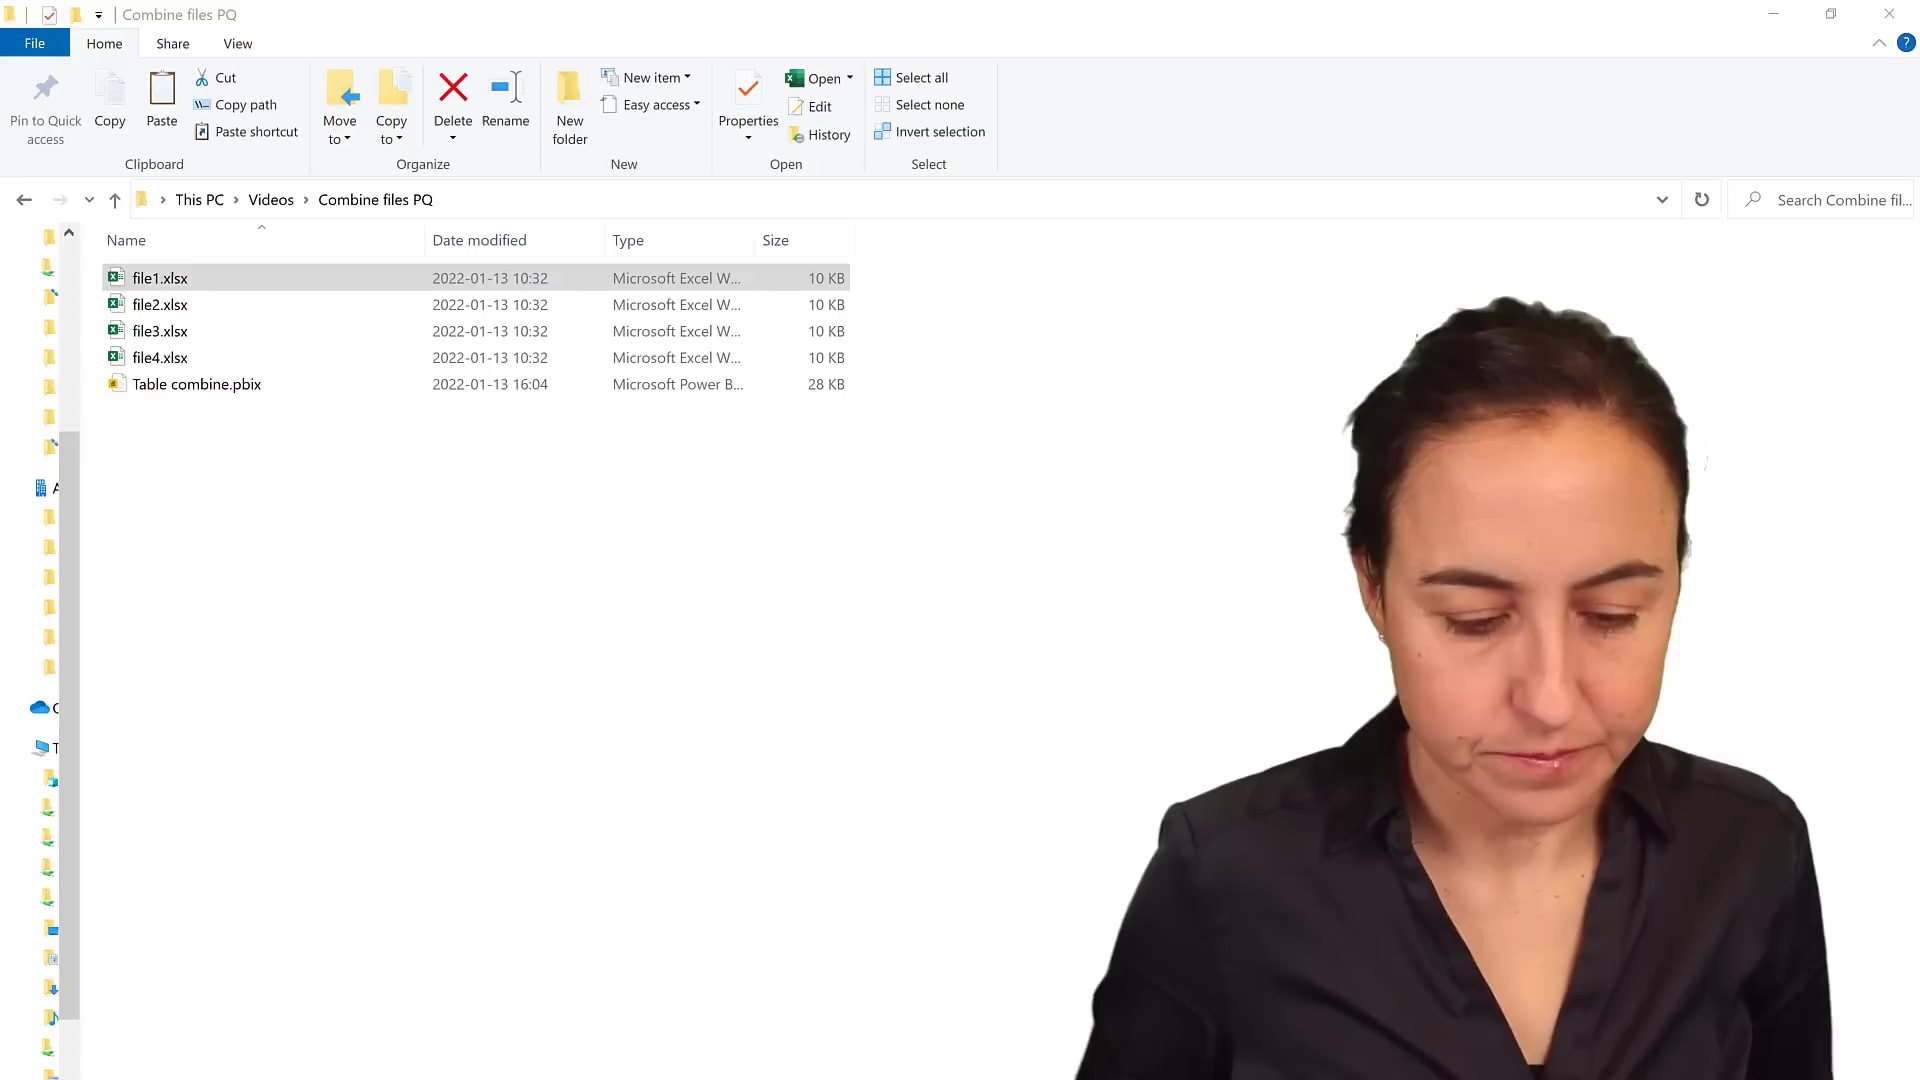 Combine files PQ
File Home Share View
Pin to Quick access
Copy
Paste
Cut
Copy path
Paste shortcut
Clipboard
Move to
Copy to
Delete
Rename
Organize
New folder
New item
Easy access
New
Properties
Open
Edit
History
Open
Select all
Select none
Invert selection
Select
This PC > Videos > Combine files PQ
Search Combine fil...
Name Date modified Type Size
file1.xlsx 2022-01-13 10:32 Microsoft Excel W... 10 KB
file2.xlsx 2022-01-13 10:32 Microsoft Excel W... 10 KB
file3.xlsx 2022-01-13 10:32 Microsoft Excel W... 10 KB
file4.xlsx 2022-01-13 10:32 Microsoft Excel W... 10 KB
Table combine.pbix 2022-01-13 16:04 Microsoft Power B... 28 KB